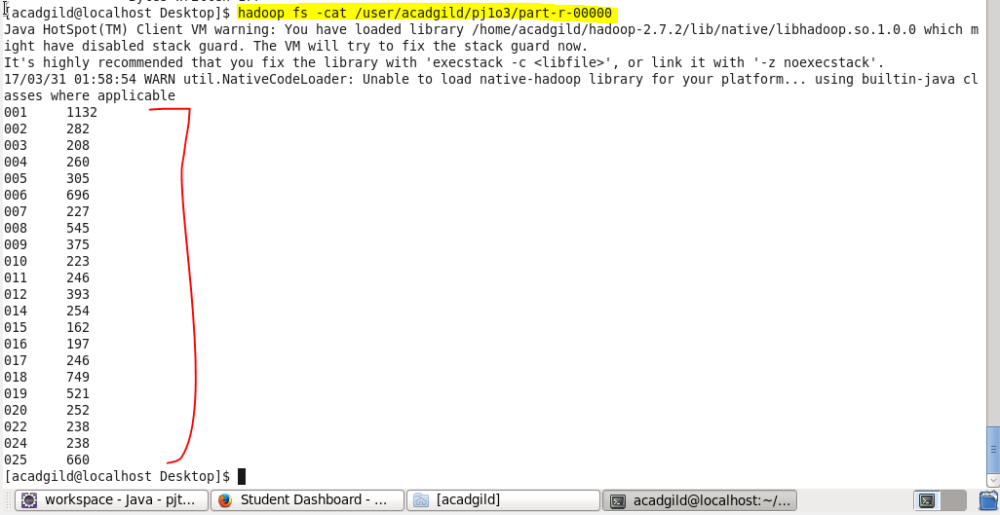 [acadgild@localhost Desktop]$ hadoop fs -cat /user/acadgild/pj1o3/part-r-00000
Java HotSpot(TM) Client VM warning: You have loaded library /home/acadgild/hadoop-2.7.2/lib/native/libhadoop.so.1.0.0 which m
ight have disabled stack guard. The VM will try to fix the stack guard now.
It's highly recommended that you fix the library with 'execstack -c <libfile>', or link it with '-z noexecstack'.
17/03/31 01:58:54 WARN util.NativeCodeLoader: Unable to load native-hadoop library for your platform... using builtin-java cl
asses where applicable
001 1132
002 282
003 208
004 260
005 305
006 696
007 227
008 545
009 375
010 223
011 246
012 393
014 254
015 162
016 197
017 246
018 749
019 521
020 252
022 238
024 238
025 660
[acadgild@localhost Desktop]$
workspace - Java - pjt... Student Dashboard - ... [acadgild] acadgild@localhost:~/...